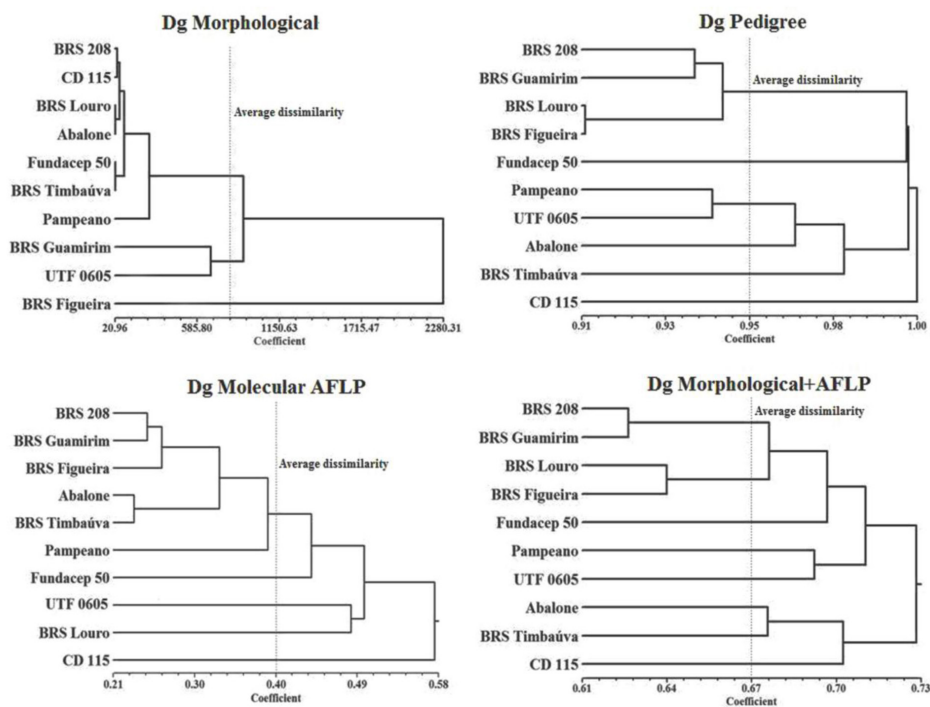 Dg Morphological
BRS 208
CD 115
BRS Louro
Abalone
Fundacep 50
BRS Timbaúva
Pampeano
BRS Guamirim
UTF 0605
BRS Figueira
Average dissimilarity
20.96 585.80 1150.63 1715.47 2280.31
Coefficient
Dg Pedigree
BRS 208
BRS Guamirim
BRS Louro
BRS Figueira
Fundacep 50
Pampeano
UTF 0605
Abalone
BRS Timbaúva
CD 115
Average dissimilarity
0.91 0.93 0.95 0.98 1.00
Coefficient
Dg Molecular AFLP
BRS 208
BRS Guamirim
BRS Figueira
Abalone
BRS Timbaúva
Pampeano
Fundacep 50
UTF 0605
BRS Louro
CD 115
Average dissimilarity
0.21 0.30 0.40 0.49 0.58
Coefficient
Dg Morphological+AFLP
BRS 208
BRS Guamirim
BRS Louro
BRS Figueira
Fundacep 50
Pampeano
UTF 0605
Abalone
BRS Timbaúva
CD 115
Average dissimilarity
0.61 0.64 0.67 0.70 0.73
Coefficient